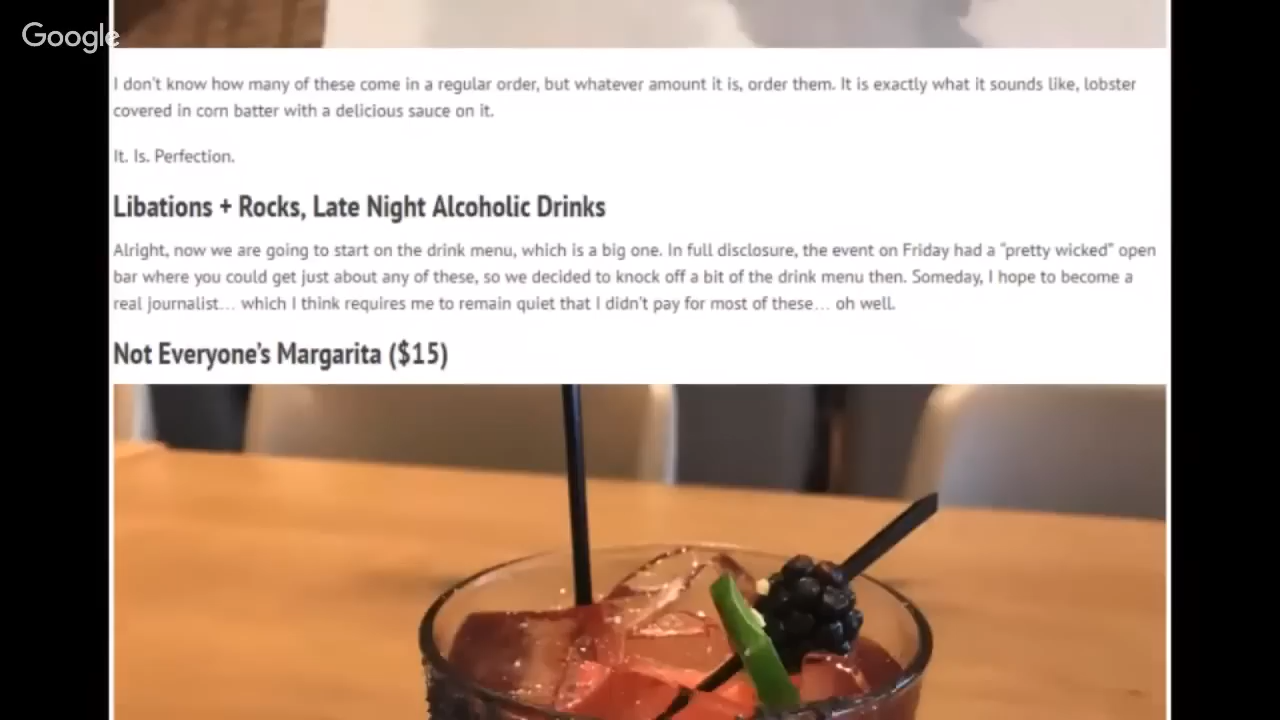 Google
I don't know how many of these come in a regular order, but whatever amount it is, order them. It is exactly what it sounds like, lobster
covered in corn batter with a delicious sauce on it.
It. Is. Perfection.
Libations + Rocks, Late Night Alcoholic Drinks
Alright, now we are going to start on the drink menu, which is a big one. In full disclosure, the event on Friday had a “pretty wicked” open
bar where you could get just about any of these, so we decided to knock off a bit of the drink menu then. Someday, I hope to become a
real journalist… which I think requires me to remain quiet that I didn't pay for most of these… oh well.
Not Everyone's Margarita ($15)